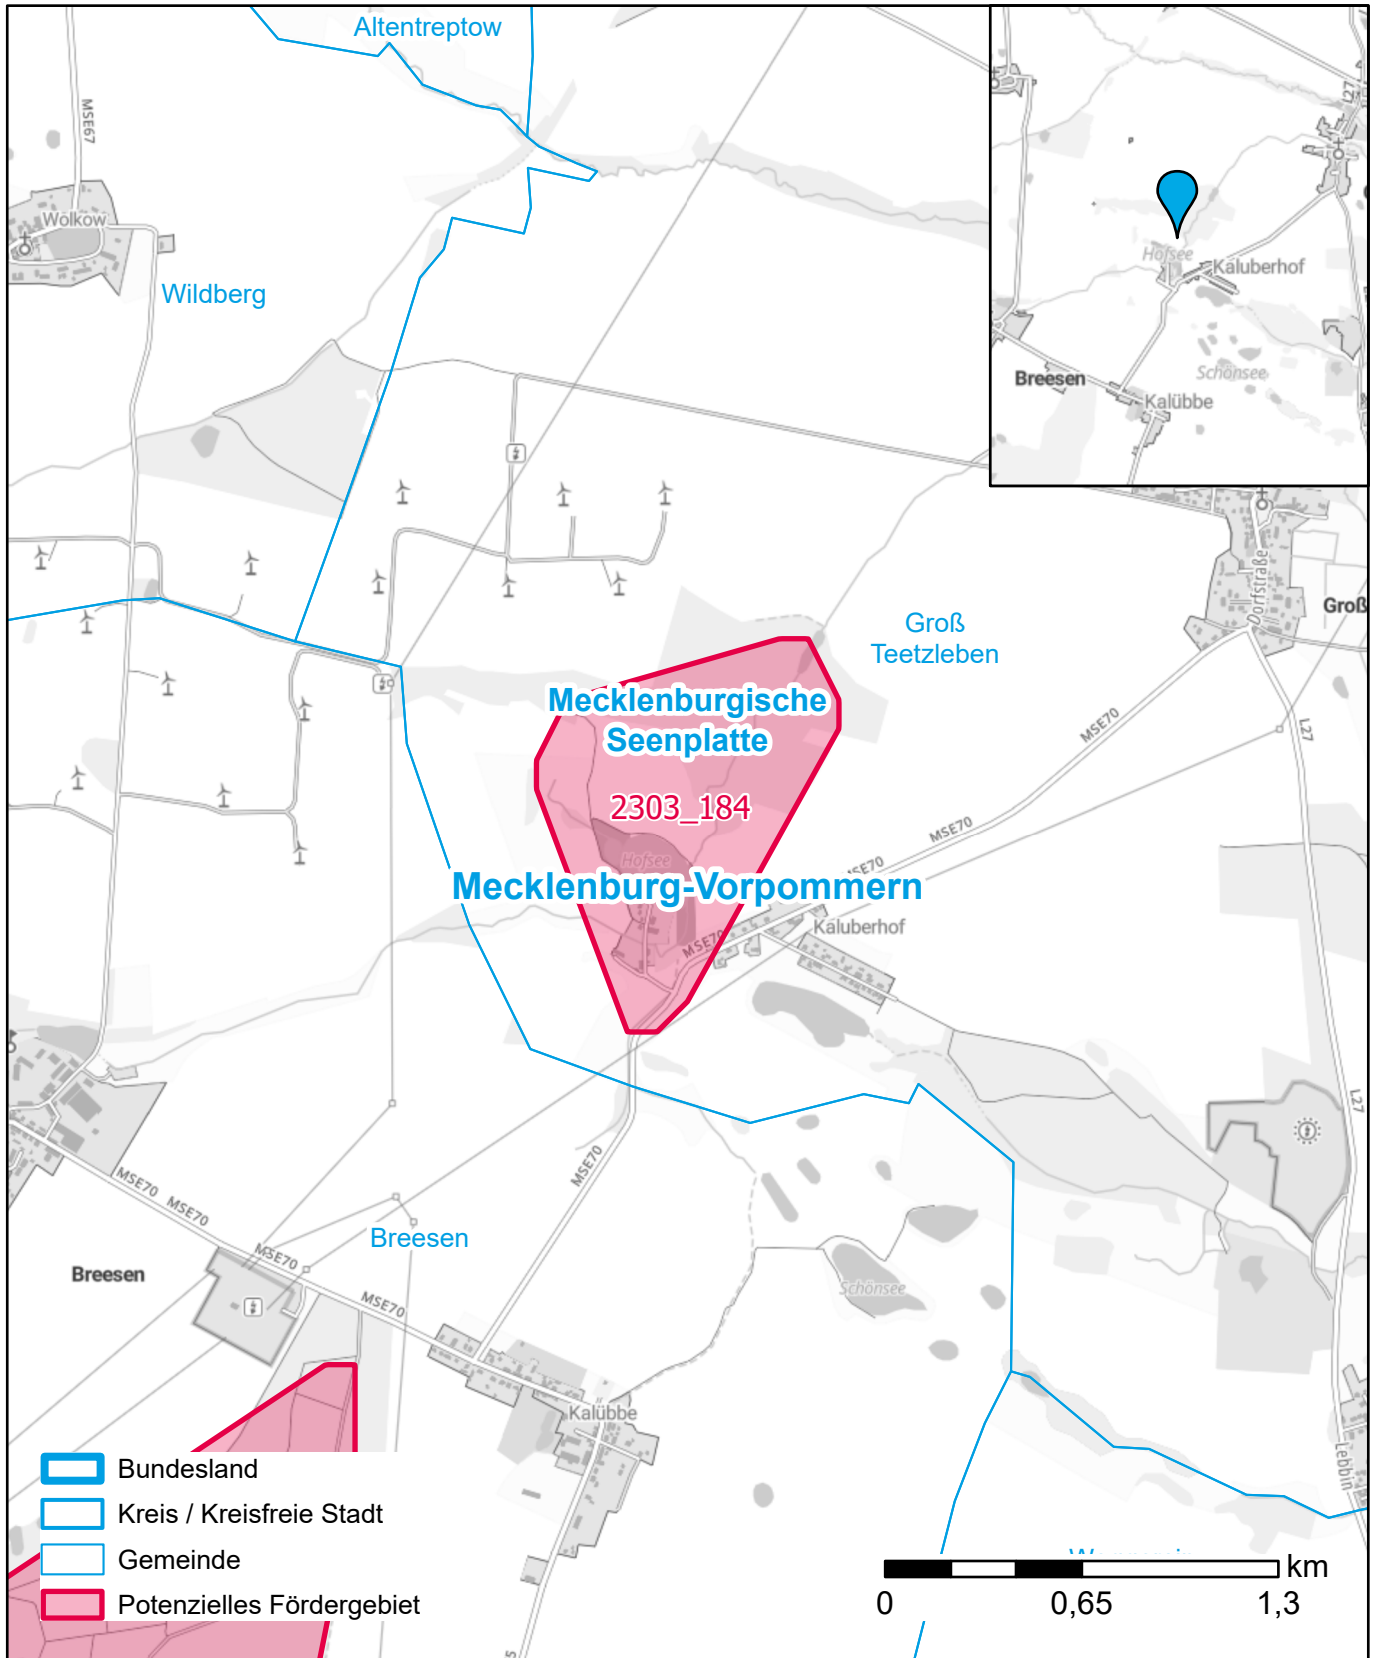 Altentreptow
MSE67
Wolkow
Wildberg
L27
Hofsee
Kaluberhof
Breesen
Schönsee
Kalübbe
Dorfstraße
Groß
Groß
Teetzleben
MSE70
L27
Mecklenburgische
Seenplatte
2303_184
MSE70
MSE70
Hofsee
Mecklenburg-Vorpommern
Kaluberhof
MSE70
L27
MSE70
MSE70
MSE70
Breesen
MSE70
Breesen
MSE70
Schönsee
Kalübbe
Lebbin
Bundesland
Kreis / Kreisfreie Stadt
Gemeinde
Potenzielles Fördergebiet
km
0
0,65
1,3